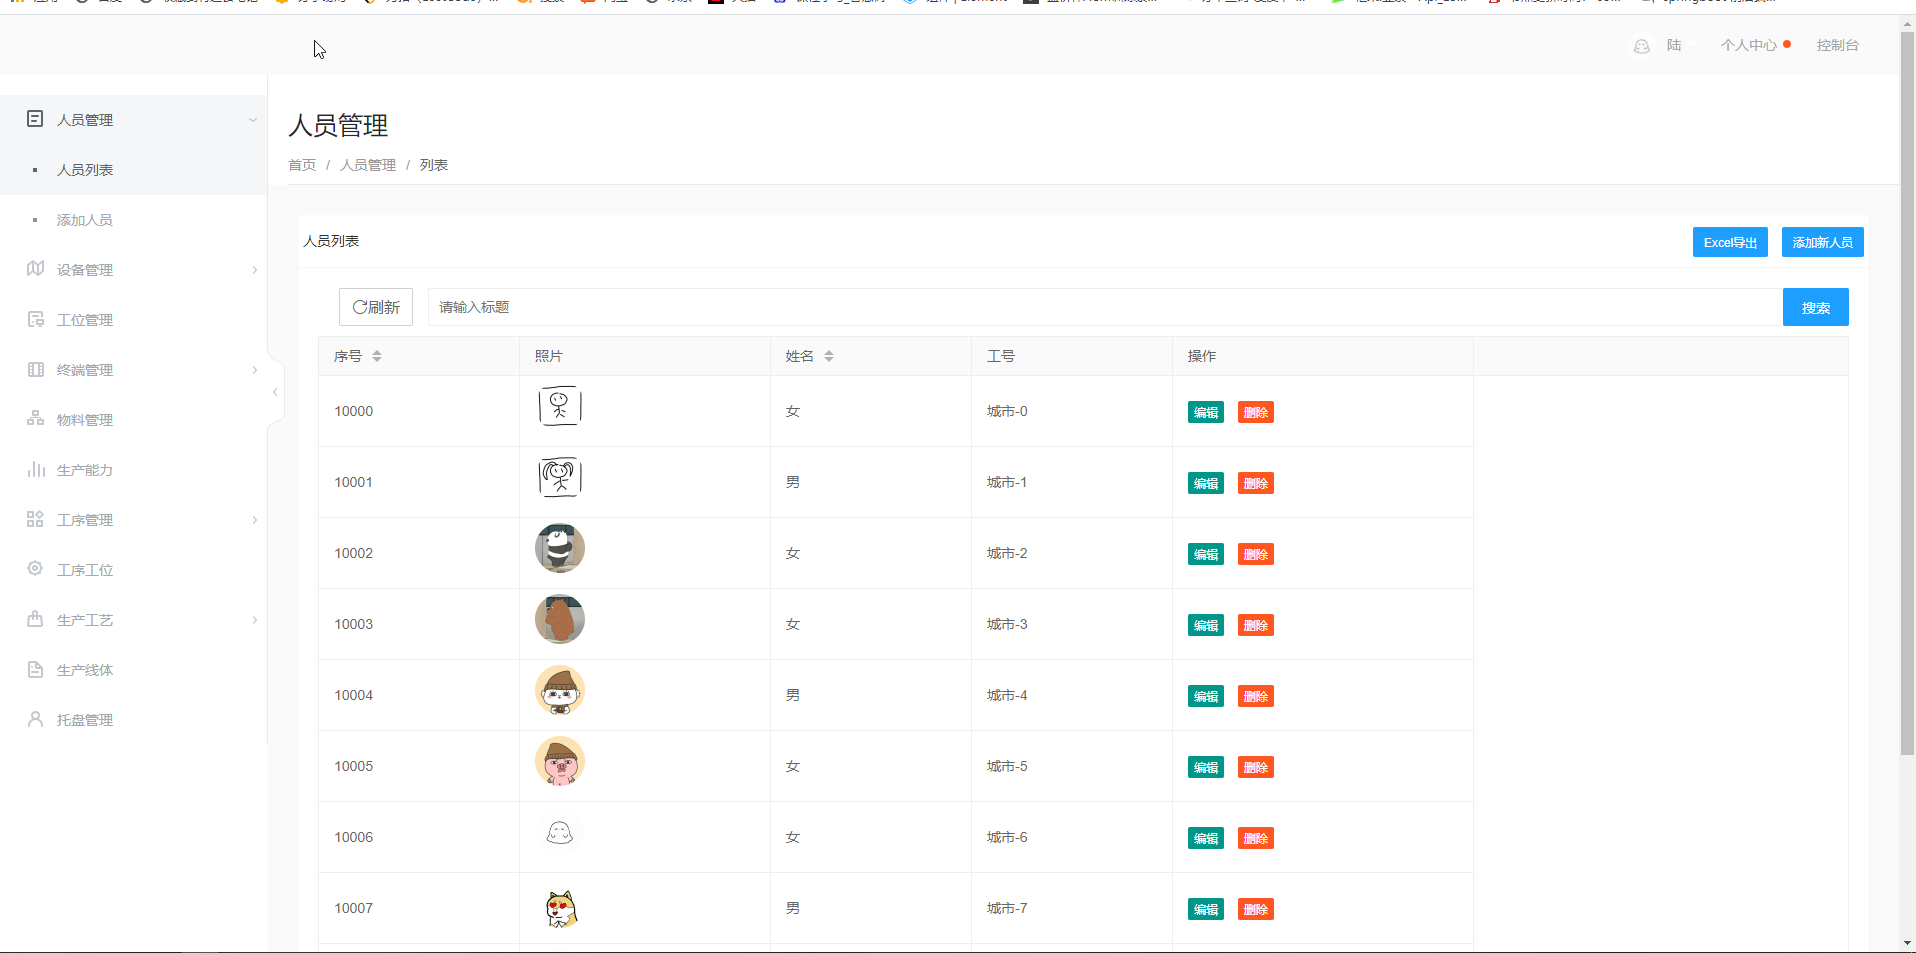 陆 个人中心 控制台
人员管理
人员列表
添加人员
设备管理
工位管理
终端管理
物料管理
生产能力
工序管理
工序工位
生产工艺
生产线体
托盘管理
人员管理
首页 / 人员管理 / 列表
人员列表 Excel导出 添加新人员
刷新 请输入标题 搜索
序号 照片 姓名 工号 操作
10000 女 城市-0 编辑 删除
10001 男 城市-1 编辑 删除
10002 女 城市-2 编辑 删除
10003 女 城市-3 编辑 删除
10004 男 城市-4 编辑 删除
10005 女 城市-5 编辑 删除
10006 女 城市-6 编辑 删除
10007 男 城市-7 编辑 删除